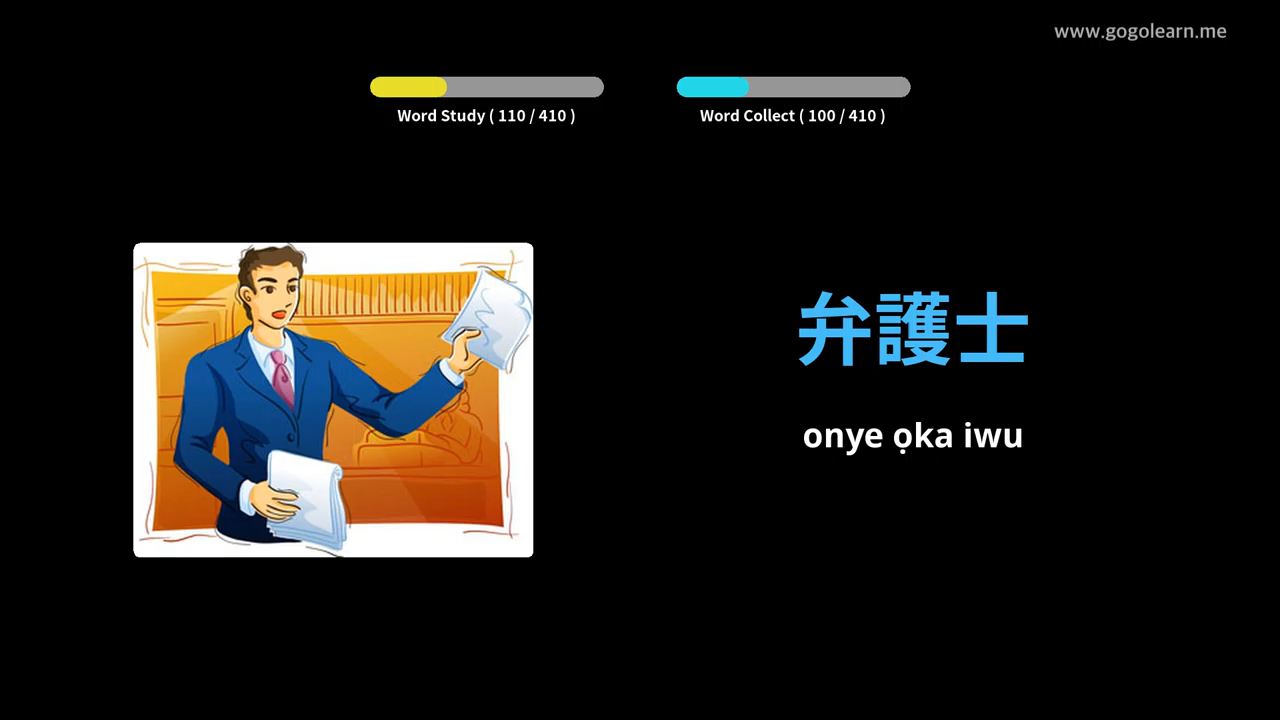 www.gogolearn.me
Word Study ( 110 / 410 )
Word Collect ( 100 / 410 )
弁護士
onye ọka iwu